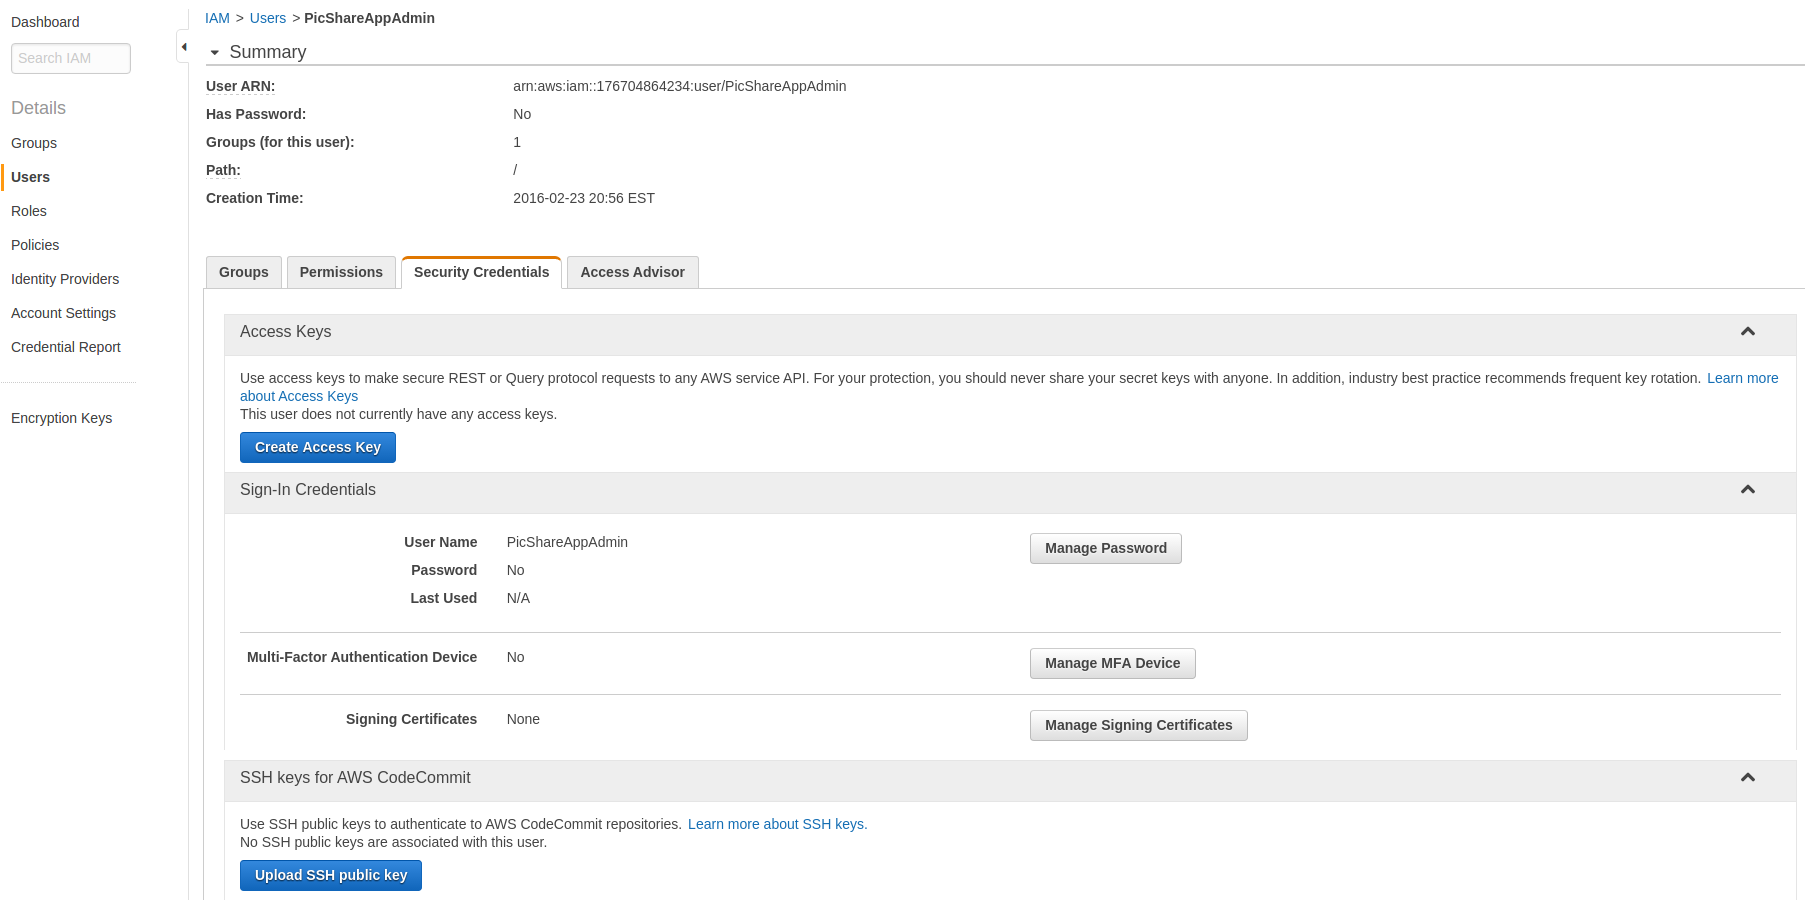 Dashboard
Search IAM
Details
Groups
Users
Roles
Policies
Identity Providers
Account Settings
Credential Report
Encryption Keys
IAM > Users > PicShareAppAdmin
Summary
User ARN: arn:aws:iam::176704864234:user/PicShareAppAdmin
Has Password: No
Groups (for this user): 1
Path: /
Creation Time: 2016-02-23 20:56 EST
Groups Permissions Security Credentials Access Advisor
Access Keys
Use access keys to make secure REST or Query protocol requests to any AWS service API. For your protection, you should never share your secret keys with anyone. In addition, industry best practice recommends frequent key rotation. Learn more
about Access Keys
This user does not currently have any access keys.
Create Access Key
Sign-In Credentials
User Name PicShareAppAdmin Manage Password
Password No
Last Used N/A
Multi-Factor Authentication Device No Manage MFA Device
Signing Certificates None Manage Signing Certificates
SSH keys for AWS CodeCommit
Use SSH public keys to authenticate to AWS CodeCommit repositories. Learn more about SSH keys.
No SSH public keys are associated with this user.
Upload SSH public key